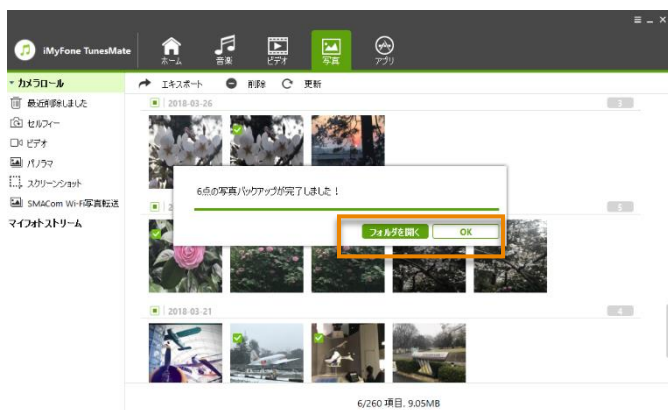 iMyFone TunesMate
ホーム
音楽
ビデオ
写真
アプリ
カメラロール
エキスポート
削除
更新
最近削除しました
セルフィー
ビデオ
パノラマ
スクリーンショット
SMACom Wi-Fi写真転送
マイフォトストリーム
2018-03-26
3
6点の写真バックアップが完了しました！
フォルダを開く
OK
5
2018-03-21
4
6/260 項目, 9.05MB